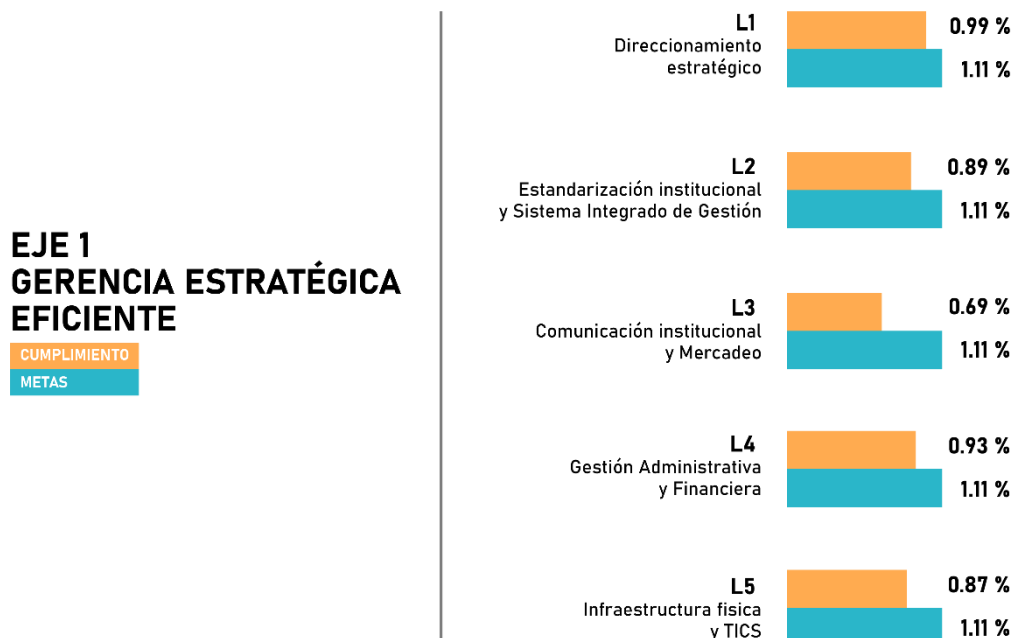 EJE 1
GERENCIA ESTRATÉGICA
EFICIENTE
CUMPLIMIENTO
METAS
L1
Direccionamiento
estratégico
0.99 %
1.11 %
L2
Estandarización institucional
y Sistema Integrado de Gestión
0.89 %
1.11 %
L3
Comunicación institucional
y Mercadeo
0.69 %
1.11 %
L4
Gestión Administrativa
y Financiera
0.93 %
1.11 %
L5
Infraestructura fisica
y TICS
0.87 %
1.11 %